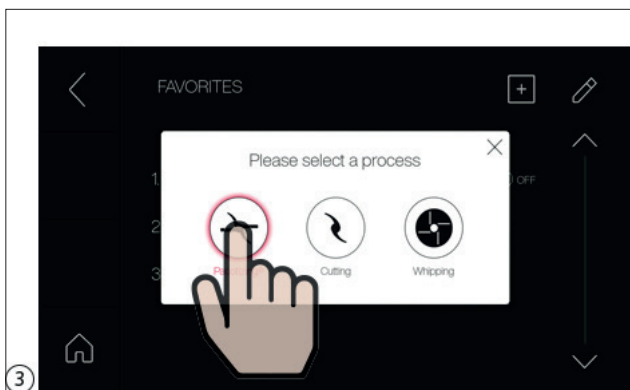 FAVORITES
+
Please select a process
1. OFF
2
Cutting Whipping
3
3